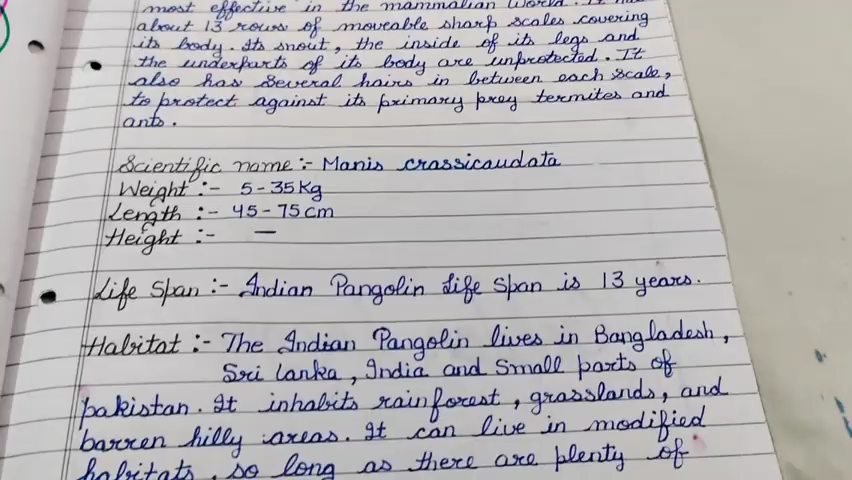 most effective in the mammalian world. It has
about 13 rows of moveable sharp scales covering
its body. Its snout, the inside of its legs and
the underparts of its body are unprotected. It
also has several hairs in between each scale,
to protect against its primary prey termites and
ants.
Scientific name :- Manis crassicaudata
Weight :- 5-35 Kg
Length :- 45-75 cm
Height :- —
Life Span :- Indian Pangolin life span is 13 years.
Habitat :- The Indian Pangolin lives in Bangladesh,
Sri lanka, India and Small parts of
pakistan. It inhabits rainforest, grasslands, and
barren hilly areas. It can live in modified
habitats, so long as there are plenty of